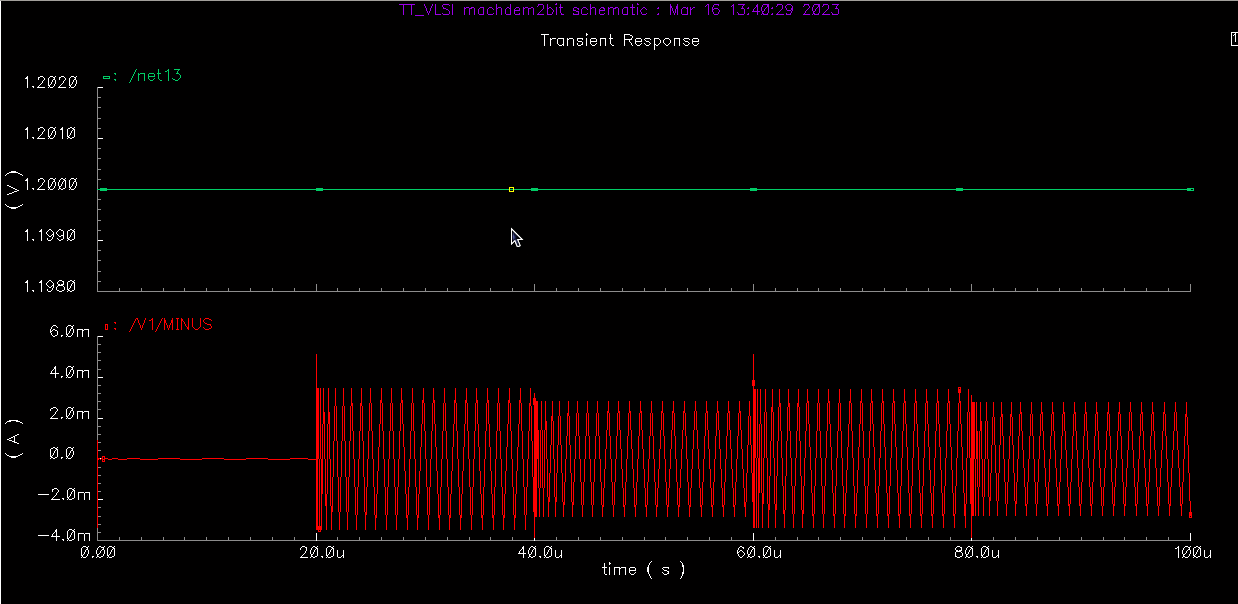 TT_VLSI machdem2bit schematic : Mar 16 13:40:29 2023
Transient Response
1
: /net13
1.2020
1.2010
1.2000
1.1990
1.1980
( V )
: /V1/MINUS
6.0m
4.0m
2.0m
0.0
-2.0m
-4.0m
( A )
0.00 20.0u 40.0u 60.0u 80.0u 100u
time ( s )